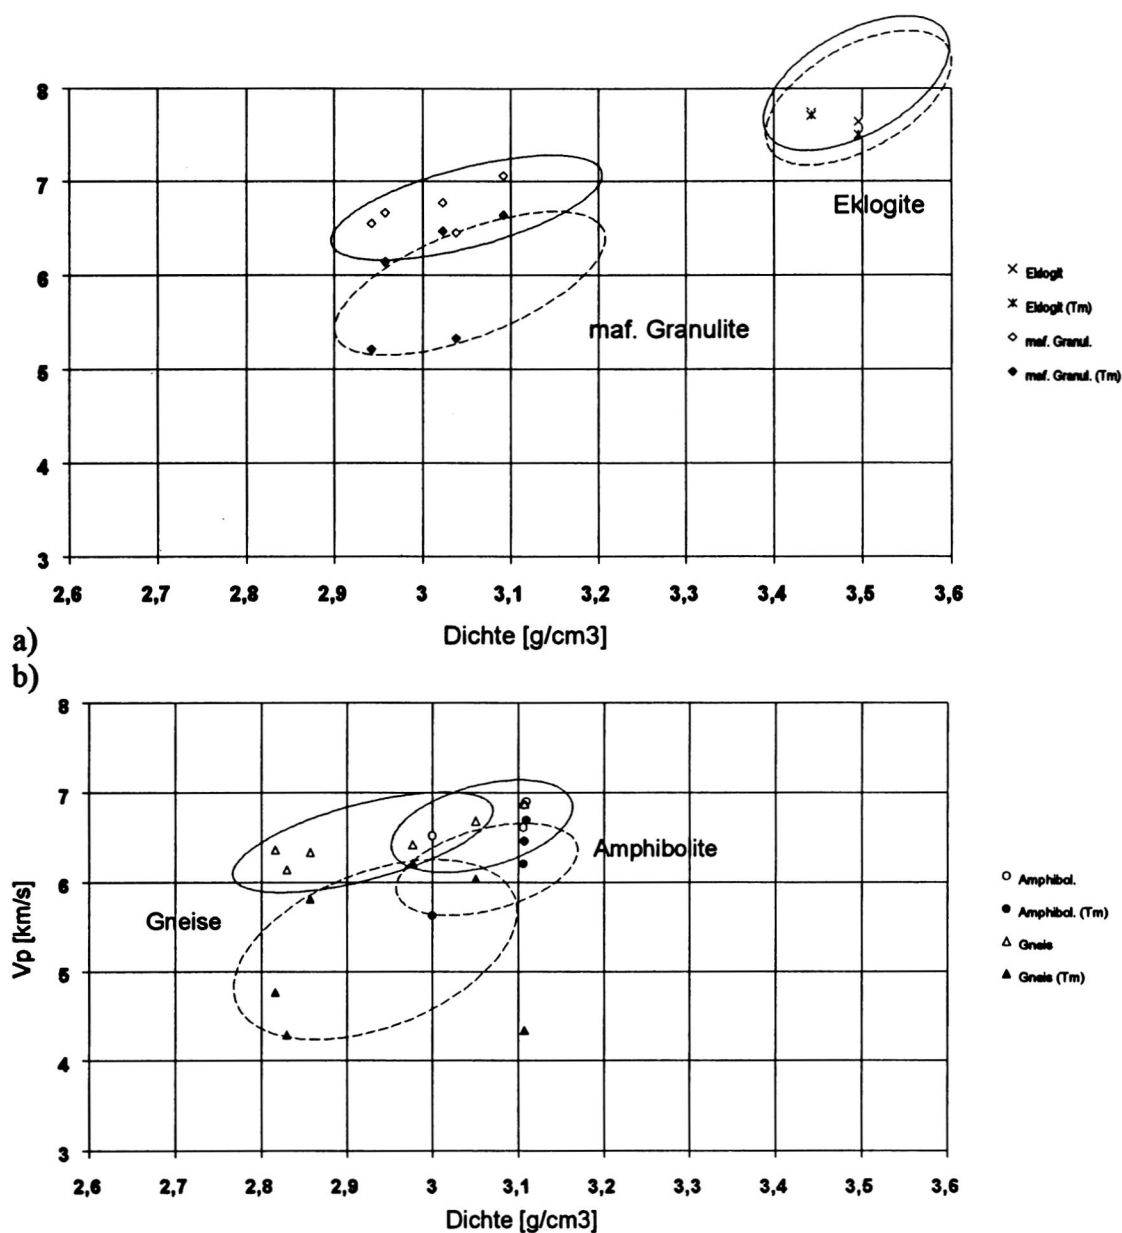 8
7
6
5
4
3
2,6 2,7 2,8 2,9 3 3,1 3,2 3,3 3,4 3,5 3,6
Dichte [g/cm3]
Eklogite
maf. Granulite
Eklogit
Eklogit (Tm)
maf. Granul.
maf. Granul. (Tm)
a)
b)
8
7
6
5
4
3
Vp [km/s]
2,6 2,7 2,8 2,9 3 3,1 3,2 3,3 3,4 3,5 3,6
Dichte [g/cm3]
Amphibolite
Gneise
Amphibol.
Amphibol. (Tm)
Gneis
Gneis (Tm)